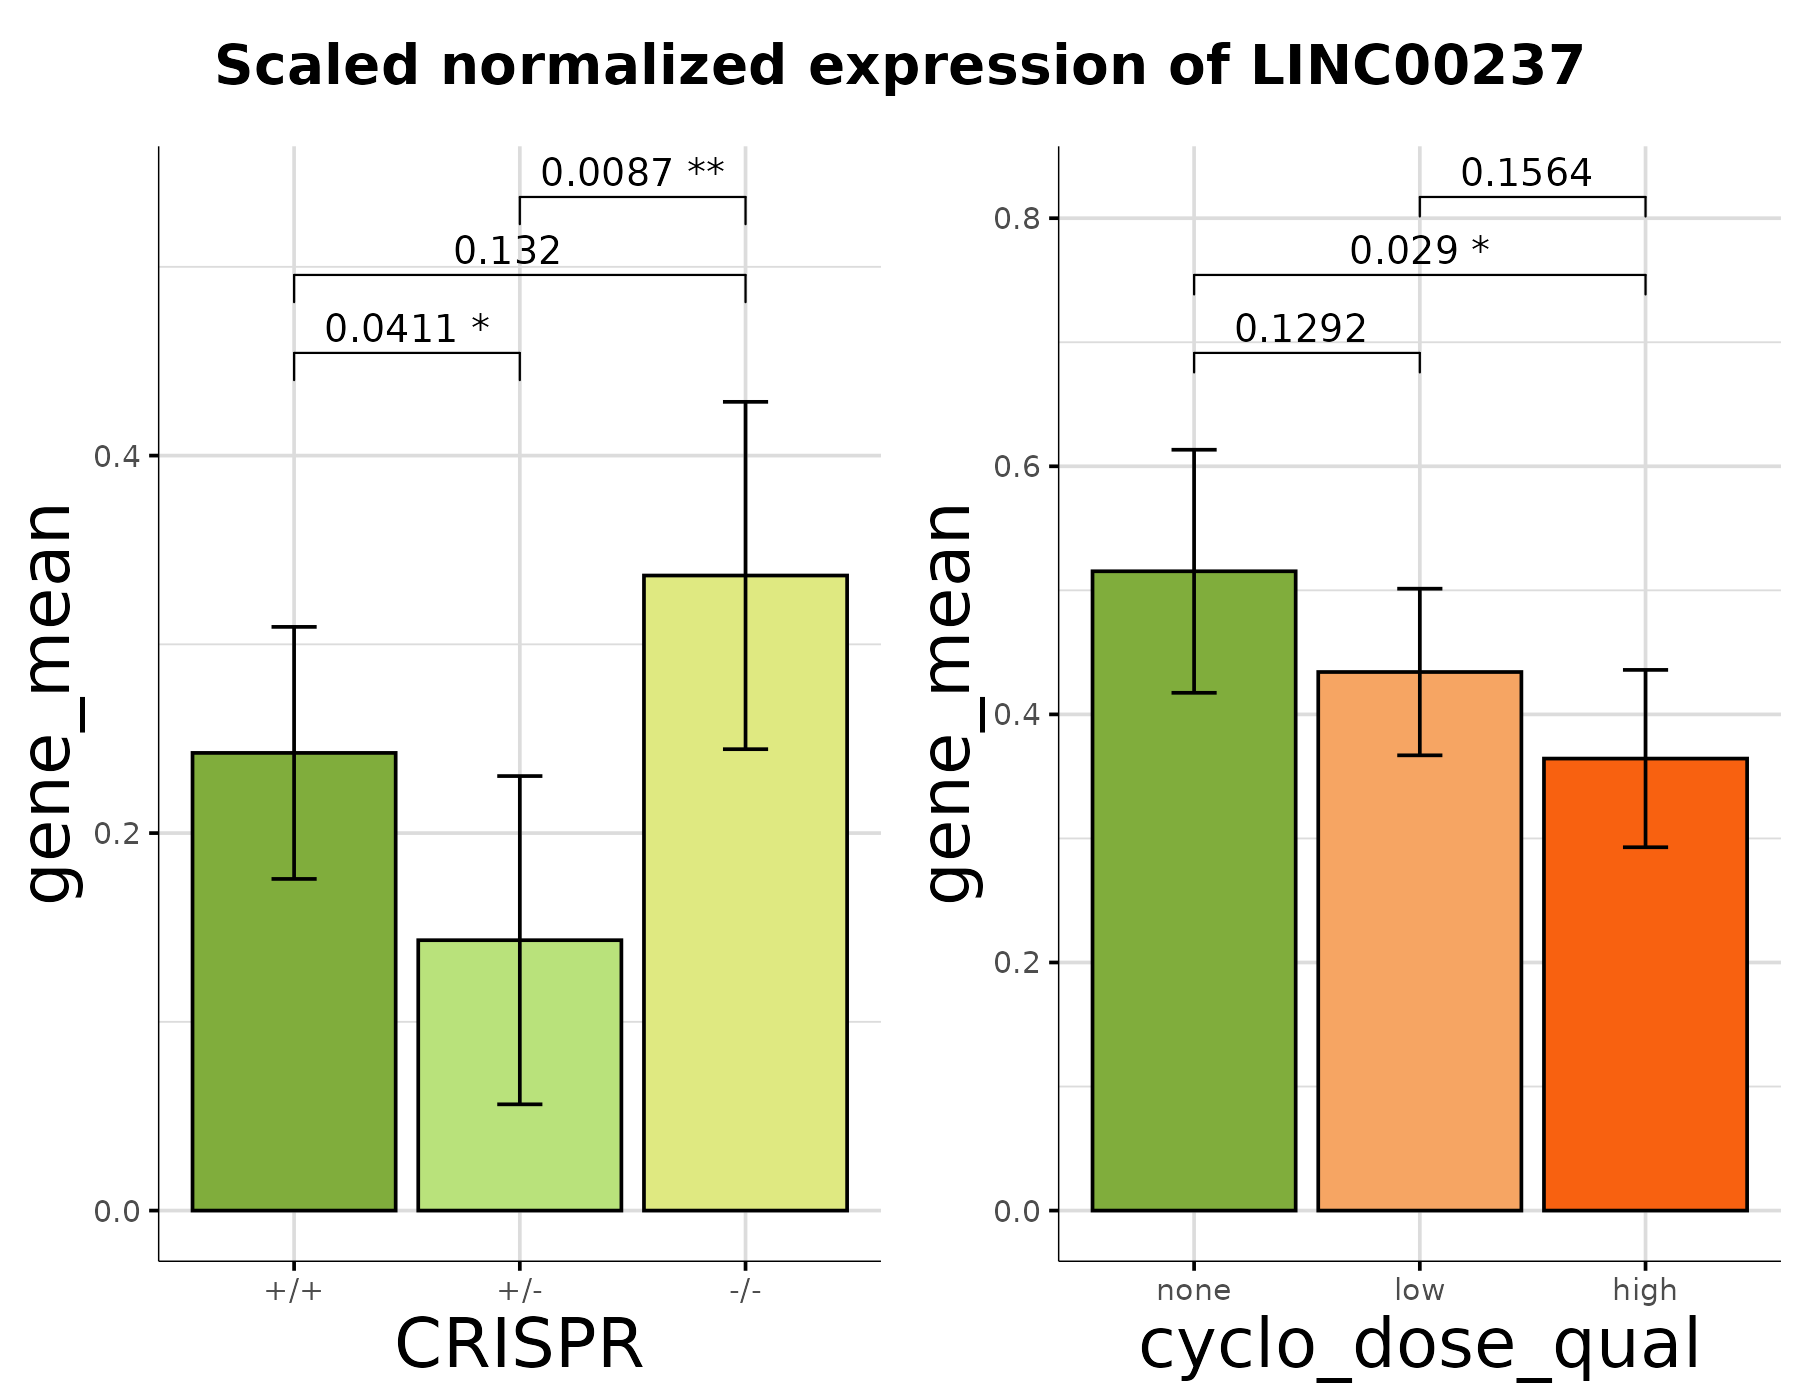 Scaled normalized expression of LINC00237
0.0087 **
0.132
0.0411 *
0.4
0.2
0.0
gene_mean
+/+
+/-
-/-
CRISPR
0.1564
0.029 *
0.1292
0.8
0.6
0.4
0.2
0.0
gene_mean
none
low
high
cyclo_dose_qual